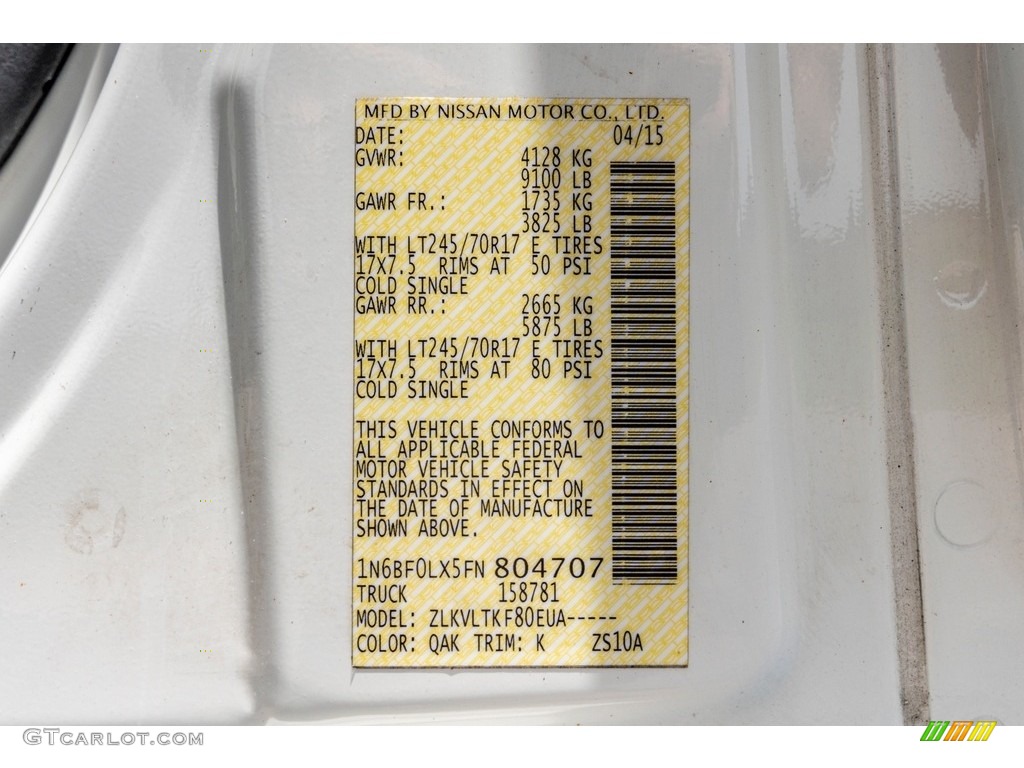 MFD BY NISSAN MOTOR CO., LTD.
DATE: 04/15
GVWR: 4128 KG
9100 LB
GAWR FR.: 1735 KG
3825 LB
WITH LT245/70R17 E TIRES
17X7.5 RIMS AT 50 PSI
COLD SINGLE
GAWR RR.: 2665 KG
5875 LB
WITH LT245/70R17 E TIRES
17X7.5 RIMS AT 80 PSI
COLD SINGLE
THIS VEHICLE CONFORMS TO
ALL APPLICABLE FEDERAL
MOTOR VEHICLE SAFETY
STANDARDS IN EFFECT ON
THE DATE OF MANUFACTURE
SHOWN ABOVE.
1N6BF0LX5FN 804707
TRUCK 158781
MODEL: ZLKVLTKF80EUA-----
COLOR: QAK TRIM: K ZS10A
GTCARLOT.COM